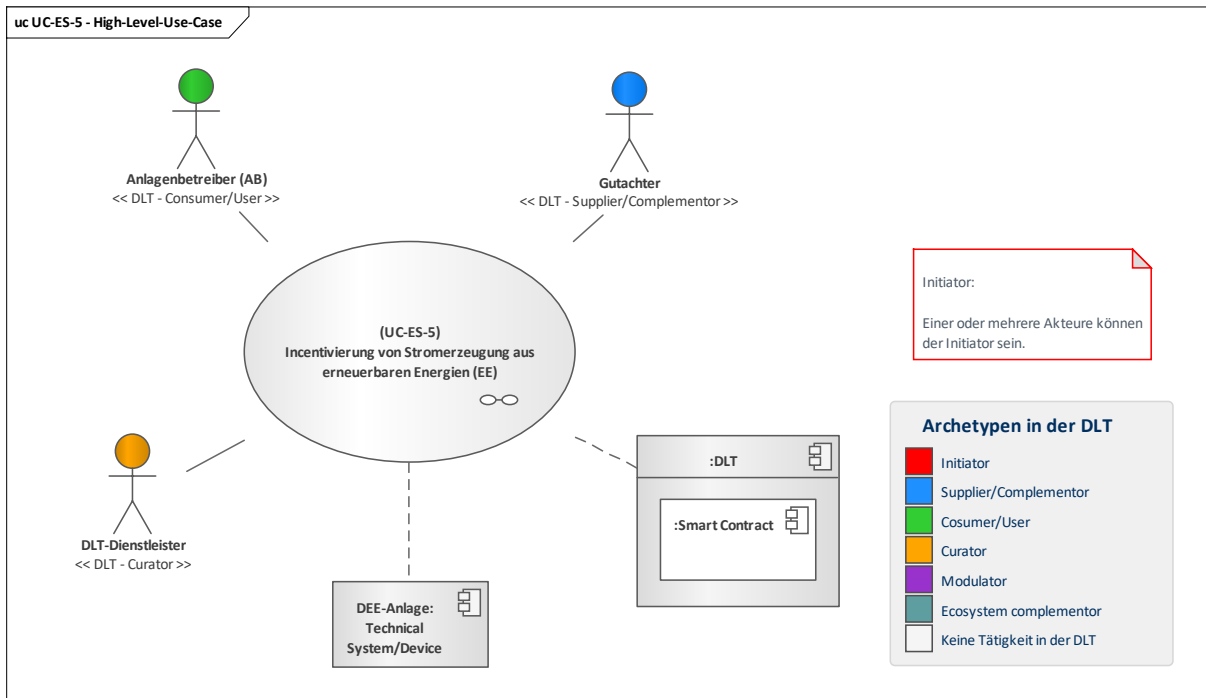 uc UC-ES-5 - High-Level-Use-Case
Anlagenbetreiber (AB)
<< DLT - Consumer/User >>
Gutachter
<< DLT - Supplier/Complementor >>
(UC-ES-5)
Incentivierung von Stromerzeugung aus
erneuerbaren Energien (EE)
Initiator:
Einer oder mehrere Akteure können
der Initiator sein.
DLT-Dienstleister
<< DLT - Curator >>
DEE-Anlage:
Technical
System/Device
:DLT
:Smart Contract
Archetypen in der DLT
Initiator
Supplier/Complementor
Cosumer/User
Curator
Modulator
Ecosystem complementor
Keine Tätigkeit in der DLT